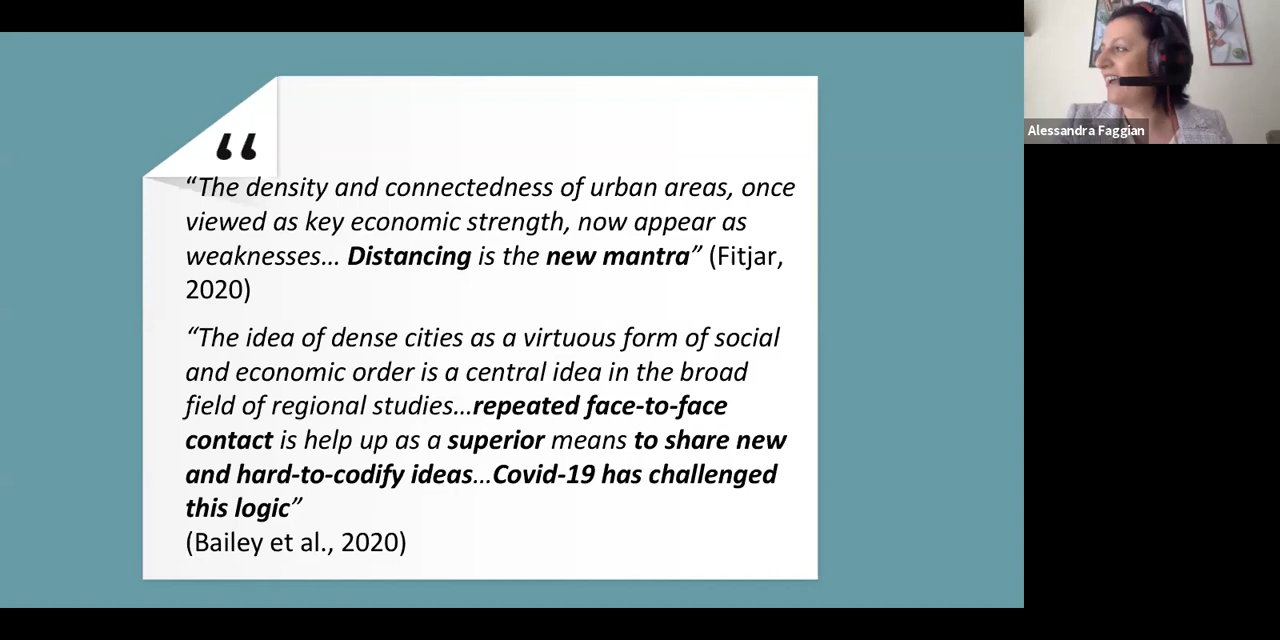 “The density and connectedness of urban areas, once
viewed as key economic strength, now appear as
weaknesses… Distancing is the new mantra” (Fitjar,
2020)
“The idea of dense cities as a virtuous form of social
and economic order is a central idea in the broad
field of regional studies…repeated face-to-face
contact is help up as a superior means to share new
and hard-to-codify ideas…Covid-19 has challenged
this logic”
(Bailey et al., 2020)
Alessandra Faggian